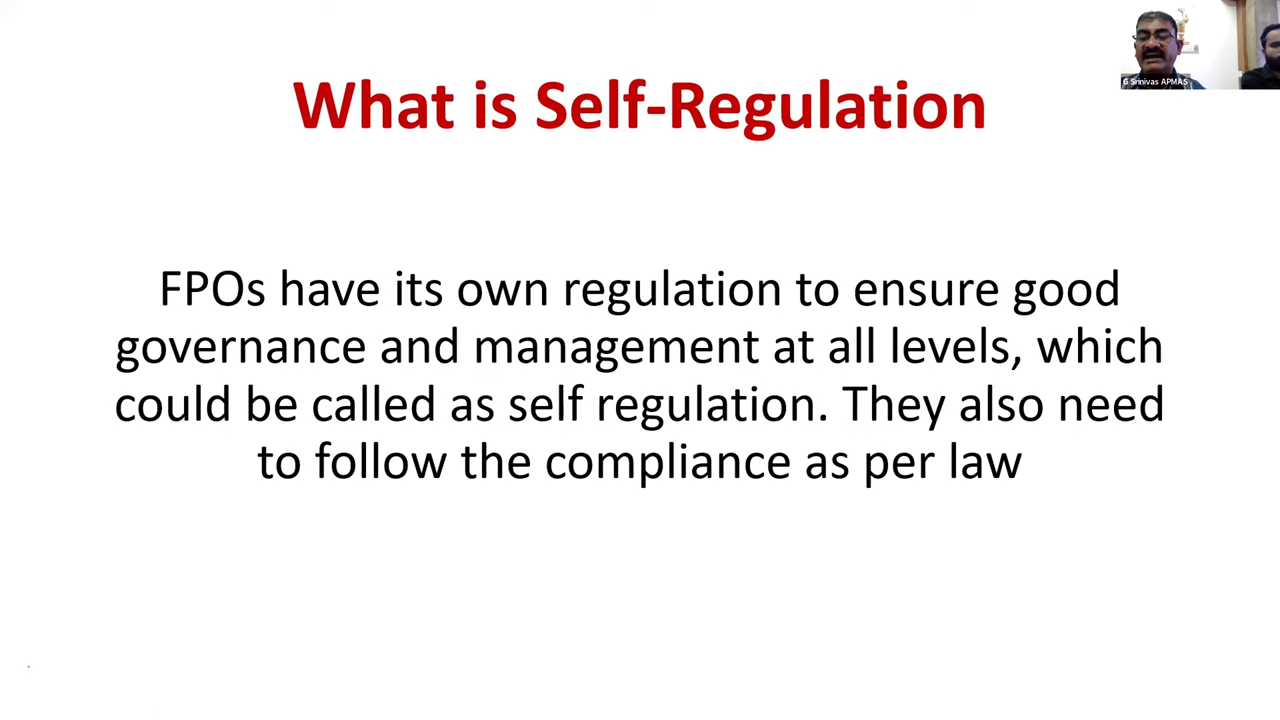 What is Self-Regulation
FPOs have its own regulation to ensure good
governance and management at all levels, which
could be called as self regulation. They also need
to follow the compliance as per law
G Srinivas APMAS